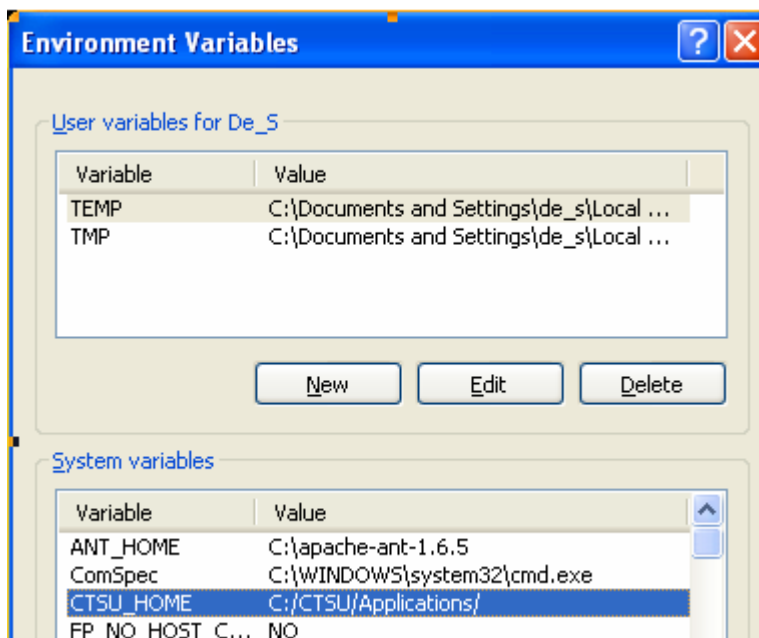 Environment Variables
User variables for De_S
Variable Value
TEMP C:\Documents and Settings\de_s\Local ...
TMP C:\Documents and Settings\de_s\Local ...
New Edit Delete
System variables
Variable Value
ANT_HOME C:\apache-ant-1.6.5
ComSpec C:\WINDOWS\system32\cmd.exe
CTSU_HOME C:/CTSU/Applications/
FP_NO_HOST_C... NO